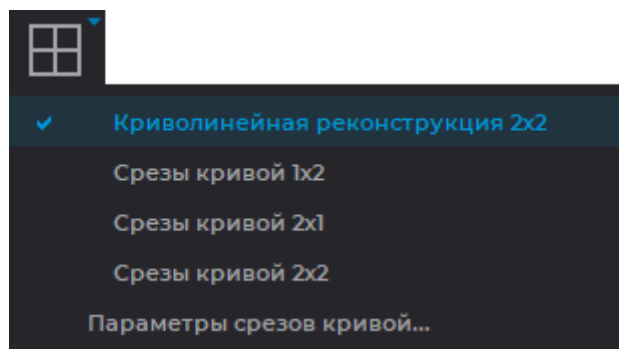 Криволинейная реконструкция 2x2
Срезы кривой 1x2
Срезы кривой 2x1
Срезы кривой 2x2
Параметры срезов кривой...